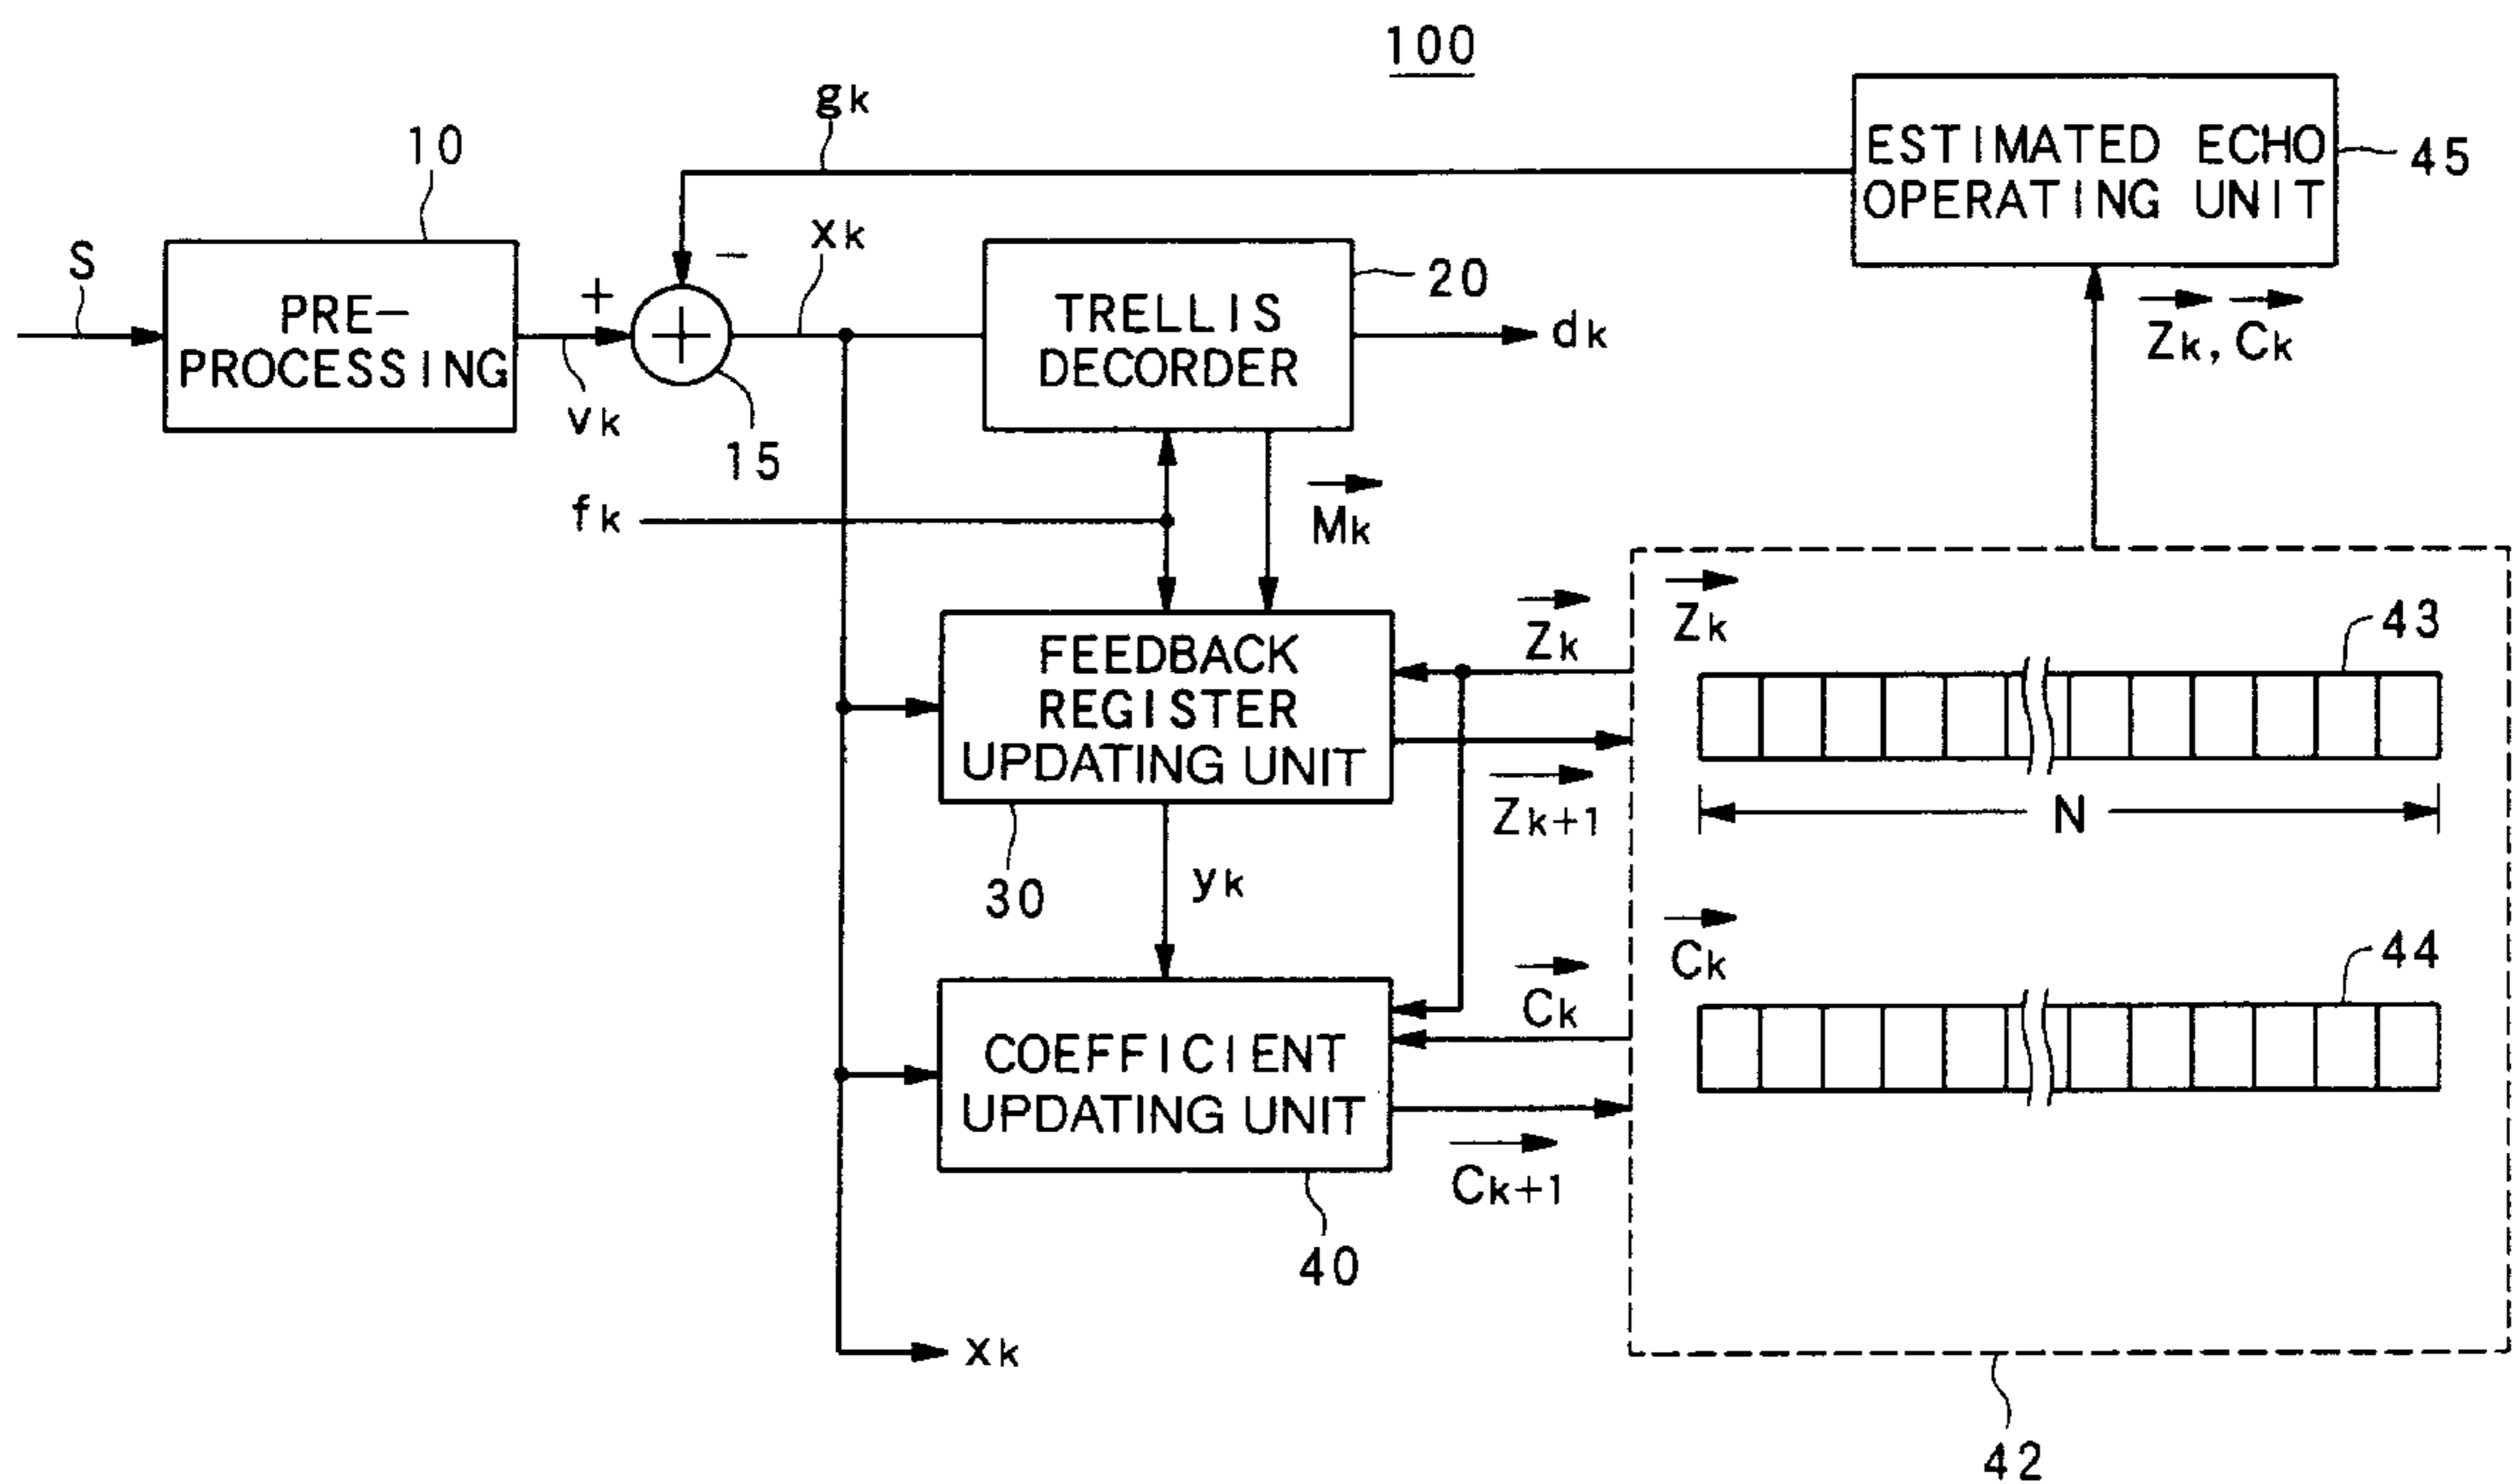 100
gk
10
ESTIMATED ECHO
OPERATING UNIT
45
S
xk
PRE-
PROCESSING
+
−
+
TRELLIS
DECORDER
20
dk
Zk, Ck
vk
15
fk
Mk
Zk
Zk
43
FEEDBACK
REGISTER
UPDATING UNIT
Zk+1
N
30
yk
Ck
Ck
44
COEFFICIENT
UPDATING UNIT
Ck+1
40
xk
42